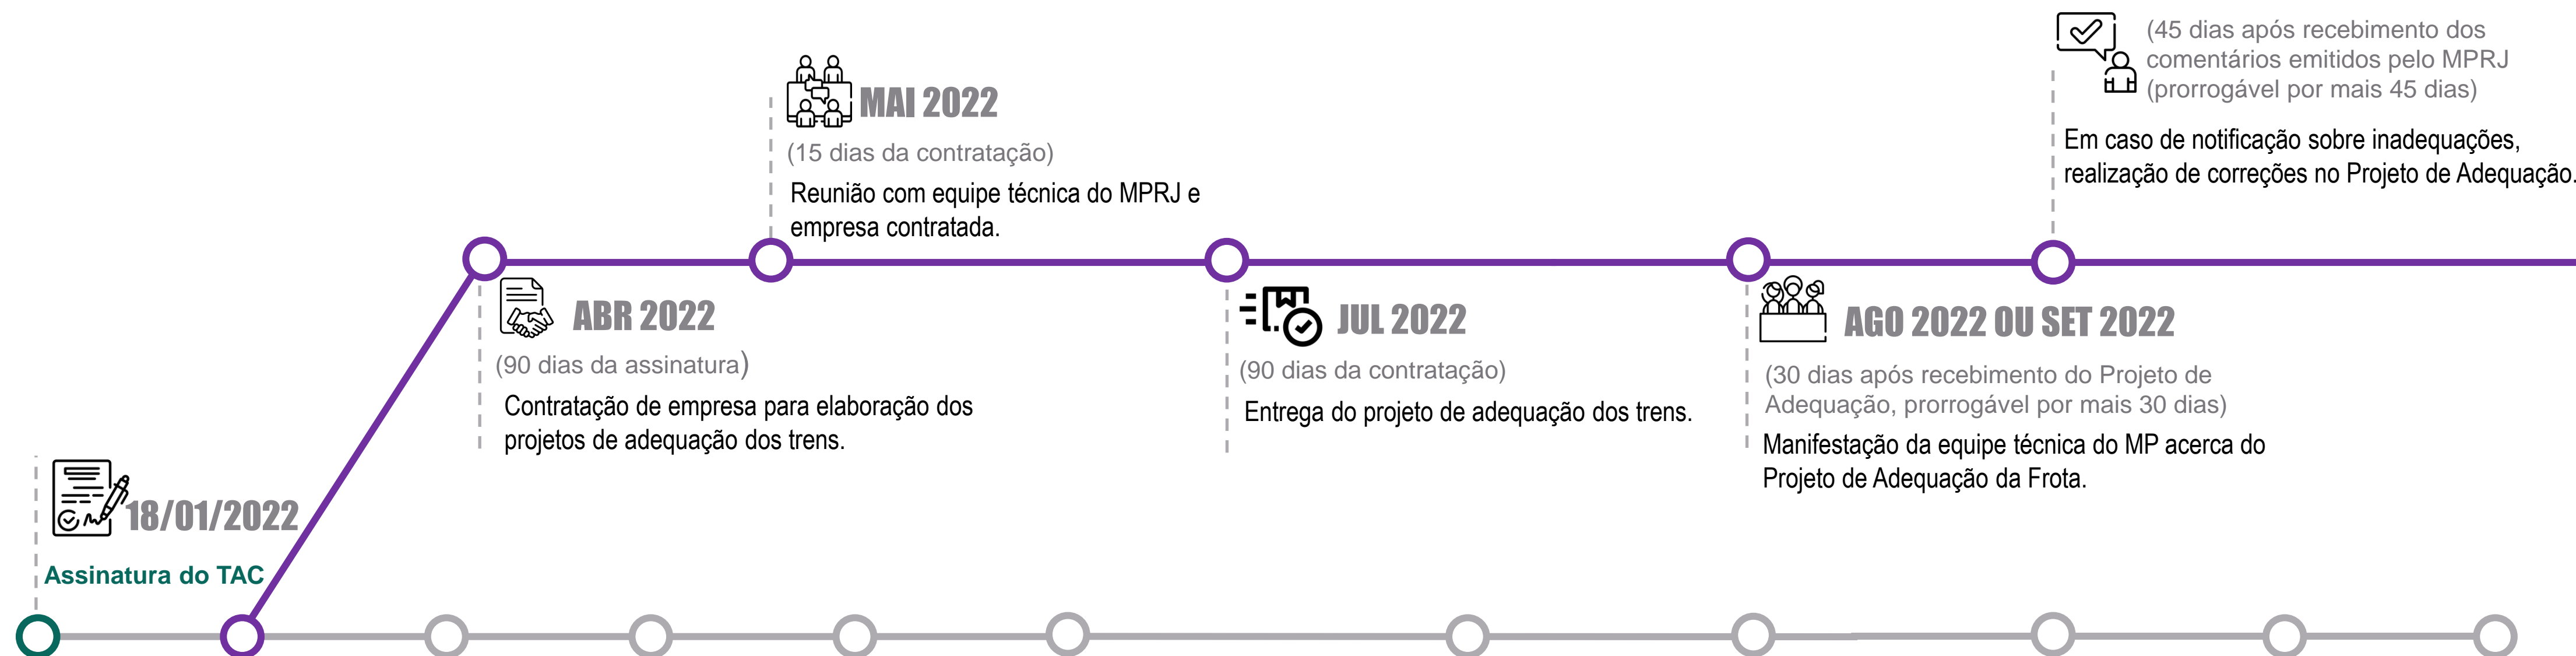 18/01/2022
Assinatura do TAC
ABR 2022
(90 dias da assinatura)
Contratação de empresa para elaboração dos
projetos de adequação dos trens.
MAI 2022
(15 dias da contratação)
Reunião com equipe técnica do MPRJ e
empresa contratada.
JUL 2022
(90 dias da contratação)
Entrega do projeto de adequação dos trens.
AGO 2022 OU SET 2022
(30 dias após recebimento do Projeto de
Adequação, prorrogável por mais 30 dias)
Manifestação da equipe técnica do MP acerca do
Projeto de Adequação da Frota.
(45 dias após recebimento dos
comentários emitidos pelo MPRJ
(prorrogável por mais 45 dias)
Em caso de notificação sobre inadequações,
realização de correções no Projeto de Adequação.